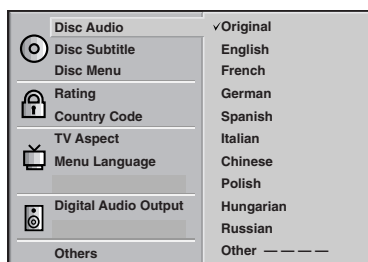 Disc Audio
Disc Subtitle
Disc Menu
Rating
Country Code
TV Aspect
Menu Language
Digital Audio Output
Others
✓Original
English
French
German
Spanish
Italian
Chinese
Polish
Hungarian
Russian
Other — — — —